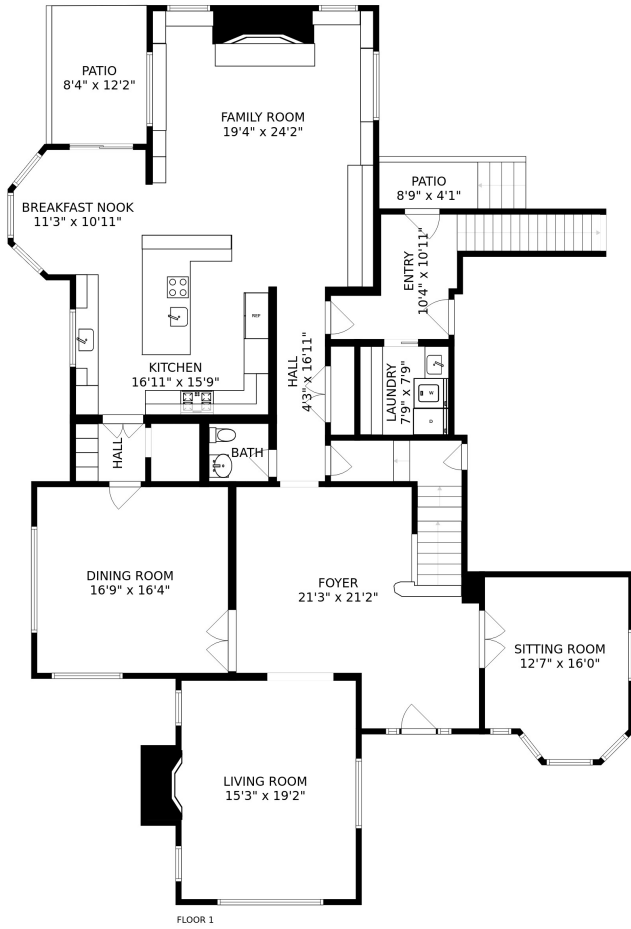 PATIO
8'4" x 12'2"
FAMILY ROOM
19'4" x 24'2"
PATIO
8'9" x 4'1"
BREAKFAST NOOK
11'3" x 10'11"
ENTRY
10'4" x 10'11"
REF
KITCHEN
16'11" x 15'9"
HALL
4'3" x 16'11"
LAUNDRY
7'9" x 7'9"
W
D
HALL
BATH
DINING ROOM
16'9" x 16'4"
FOYER
21'3" x 21'2"
SITTING ROOM
12'7" x 16'0"
LIVING ROOM
15'3" x 19'2"
FLOOR 1